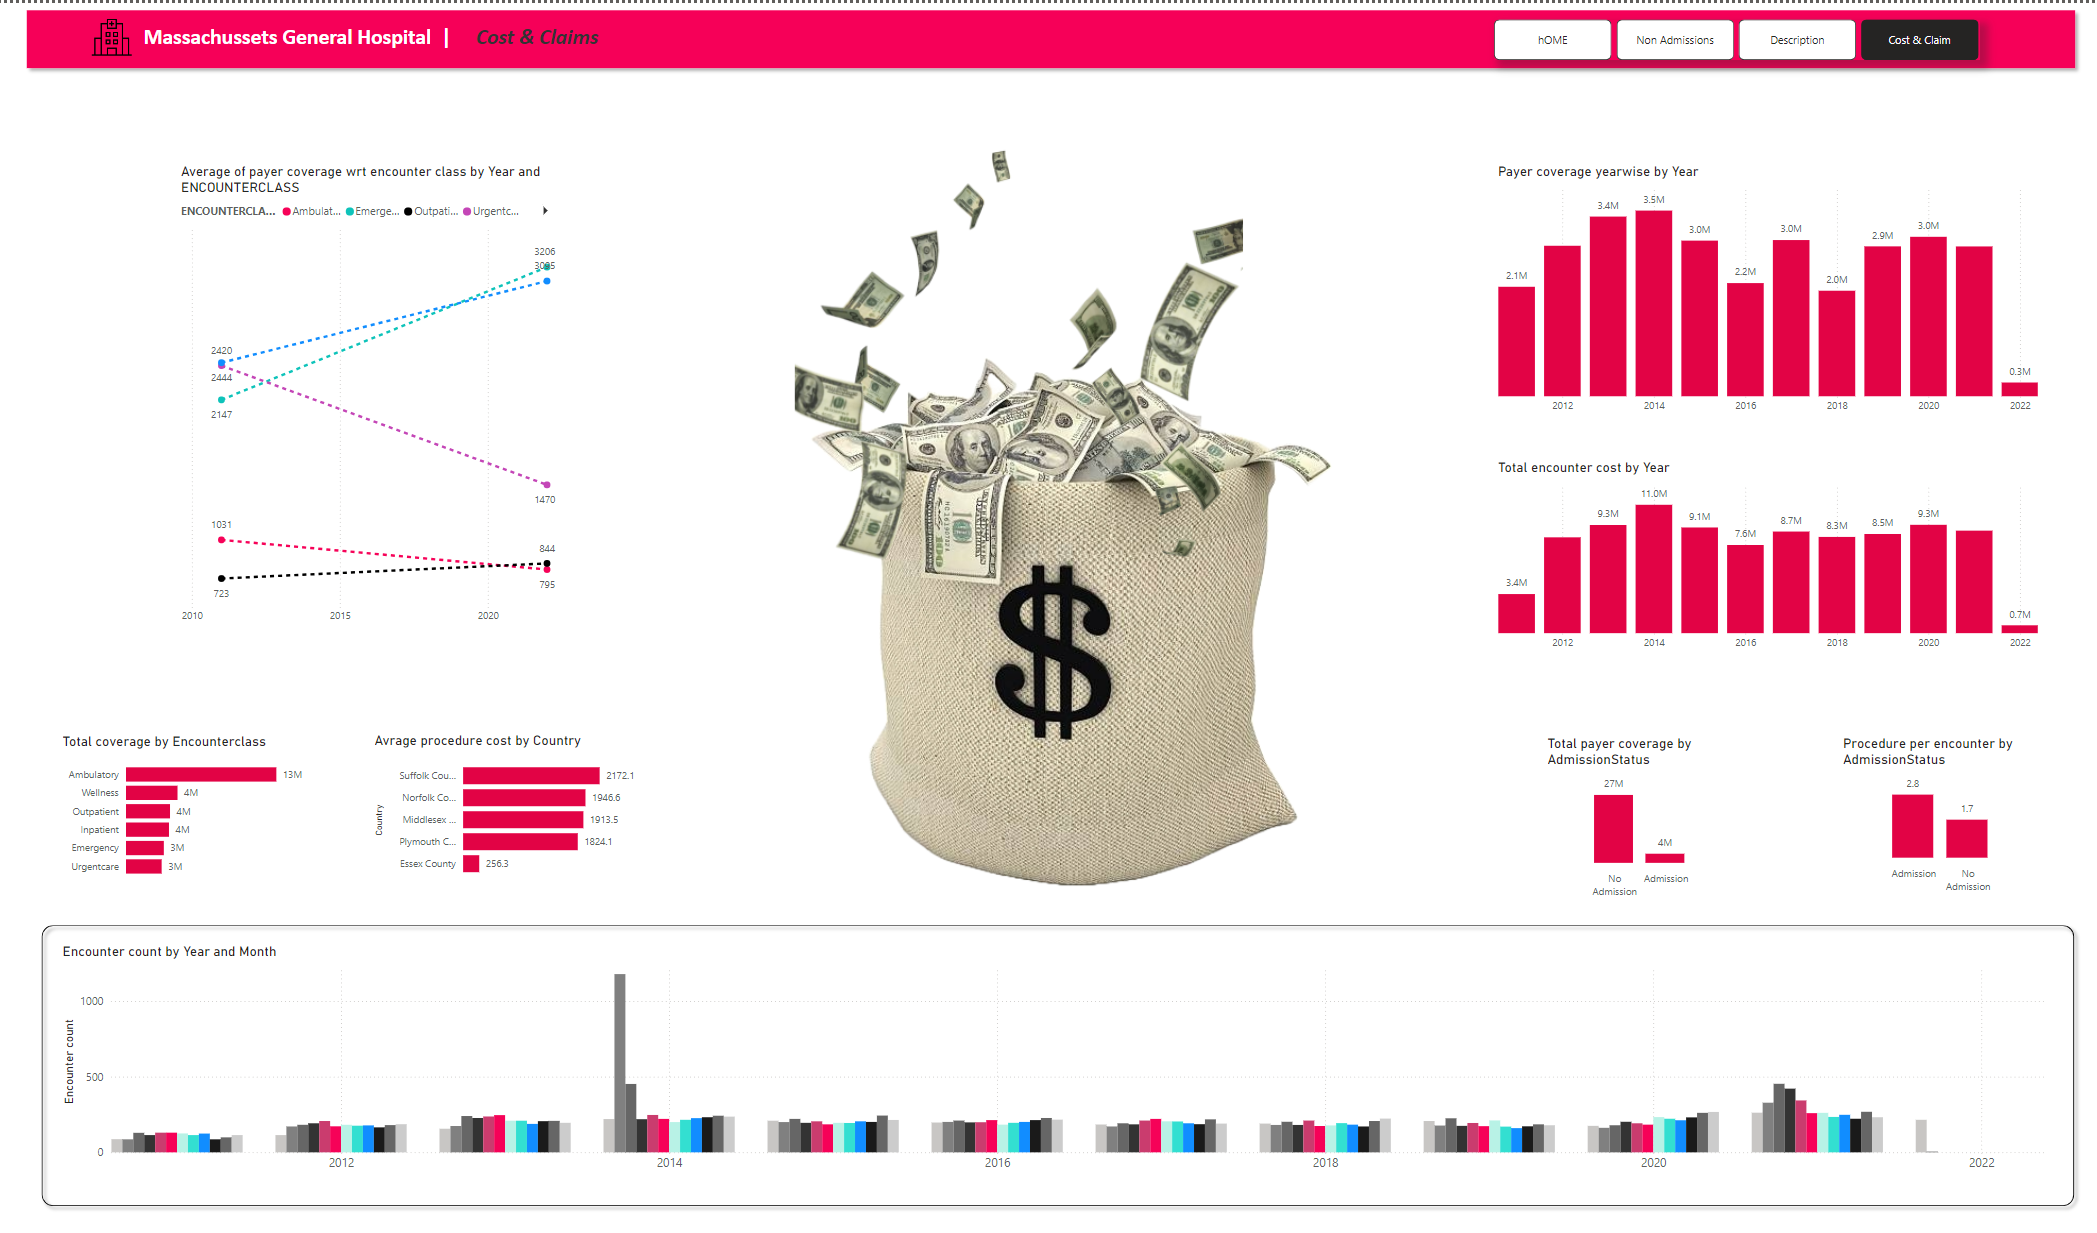 Massachussets General Hospital | Cost & Claims
hOME
Non Admissions
Description
Cost & Claim
Average of payer coverage wrt encounter class by Year and
ENCOUNTERCLASS
ENCOUNTERCLA... Ambulat... Emerge... Outpati... Urgentc...
3206
3095
2420
2444
2147
1470
1031
844
723
795
2010 2015 2020
Payer coverage yearwise by Year
2.1M 3.4M 3.5M 3.0M 2.2M 3.0M 2.0M 2.9M 3.0M 0.3M
2012 2014 2016 2018 2020 2022
Total encounter cost by Year
3.4M 9.3M 11.0M 9.1M 7.6M 8.7M 8.3M 8.5M 9.3M 0.7M
2012 2014 2016 2018 2020 2022
Total coverage by Encounterclass
Ambulatory 13M
Wellness 4M
Outpatient 4M
Inpatient 4M
Emergency 3M
Urgentcare 3M
Avrage procedure cost by Country
Country
Suffolk Cou... 2172.1
Norfolk Co... 1946.6
Middlesex ... 1913.5
Plymouth C... 1824.1
Essex County 256.3
$
Total payer coverage by
AdmissionStatus
27M
4M
No
Admission
Admission
Procedure per encounter by
AdmissionStatus
2.8
1.7
Admission
No
Admission
Encounter count by Year and Month
Encounter count
1000
500
0
2012 2014 2016 2018 2020 2022